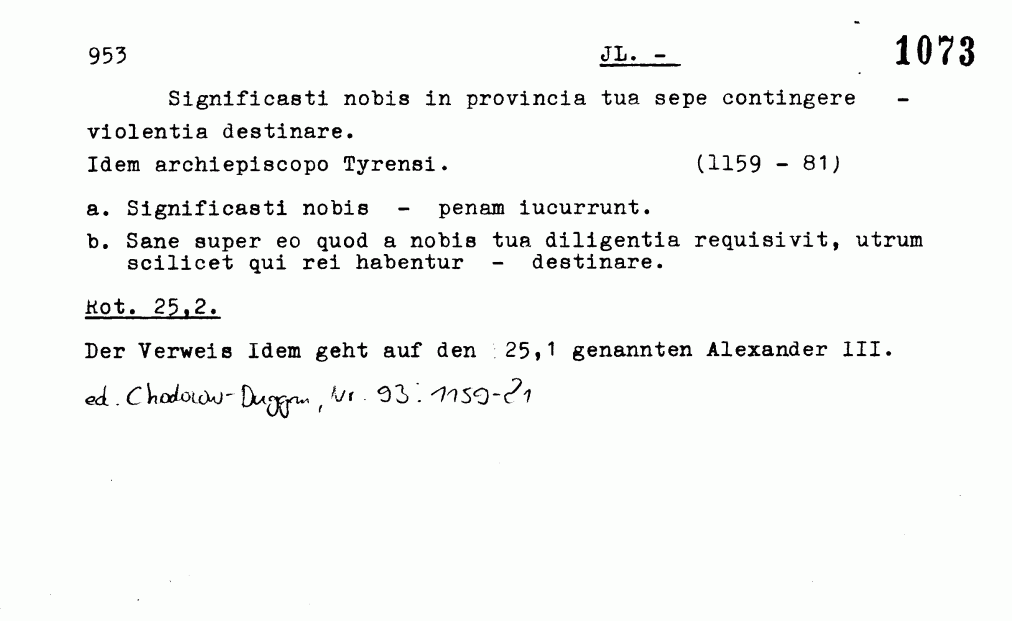 953 JL. - 1073
Significasti nobis in provincia tua sepe contingere -
violentia destinare.
Idem archiepiscopo Tyrensi. (1159 - 81)
a. Significasti nobis - penam iucurrunt.
b. Sane super eo quod a nobis tua diligentia requisivit, utrum
scilicet qui rei habentur - destinare.
Rot. 25,2.
Der Verweis Idem geht auf den 25,1 genannten Alexander III.
ed. Chodorow-Duggan, Nr. 93: 1159-81